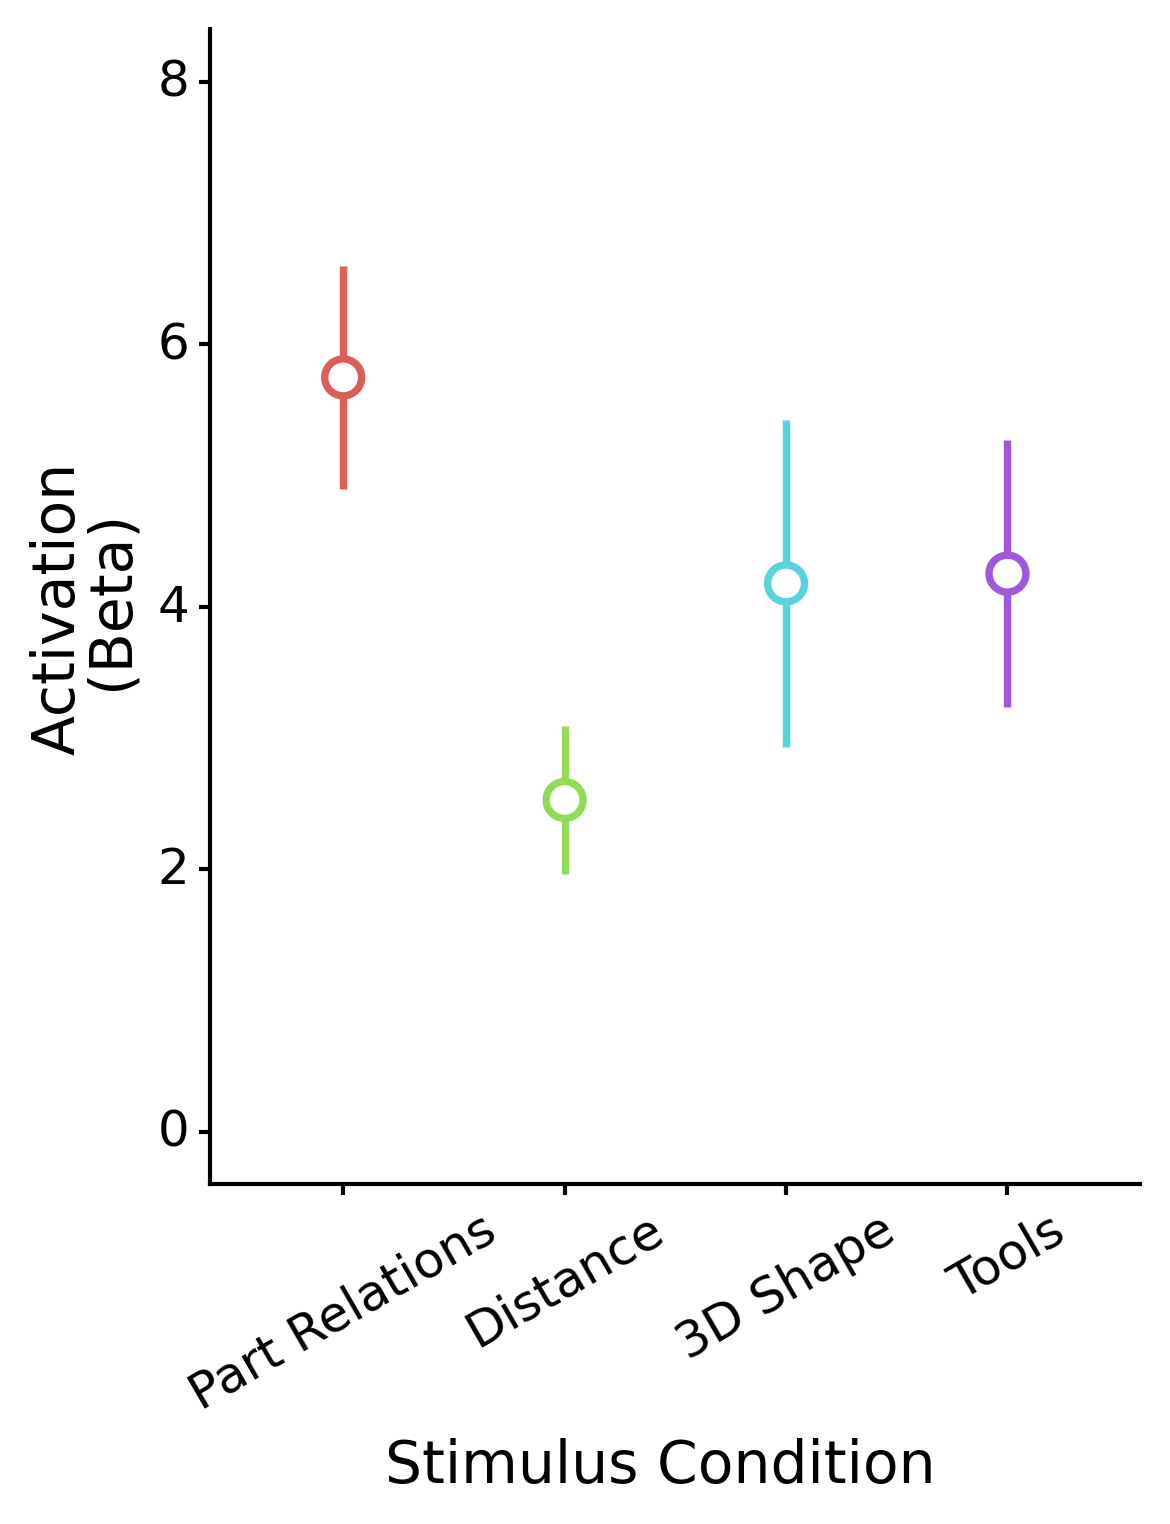 8
6
4
2
0
Activation
(Beta)
Part Relations
Distance
3D Shape
Tools
Stimulus Condition